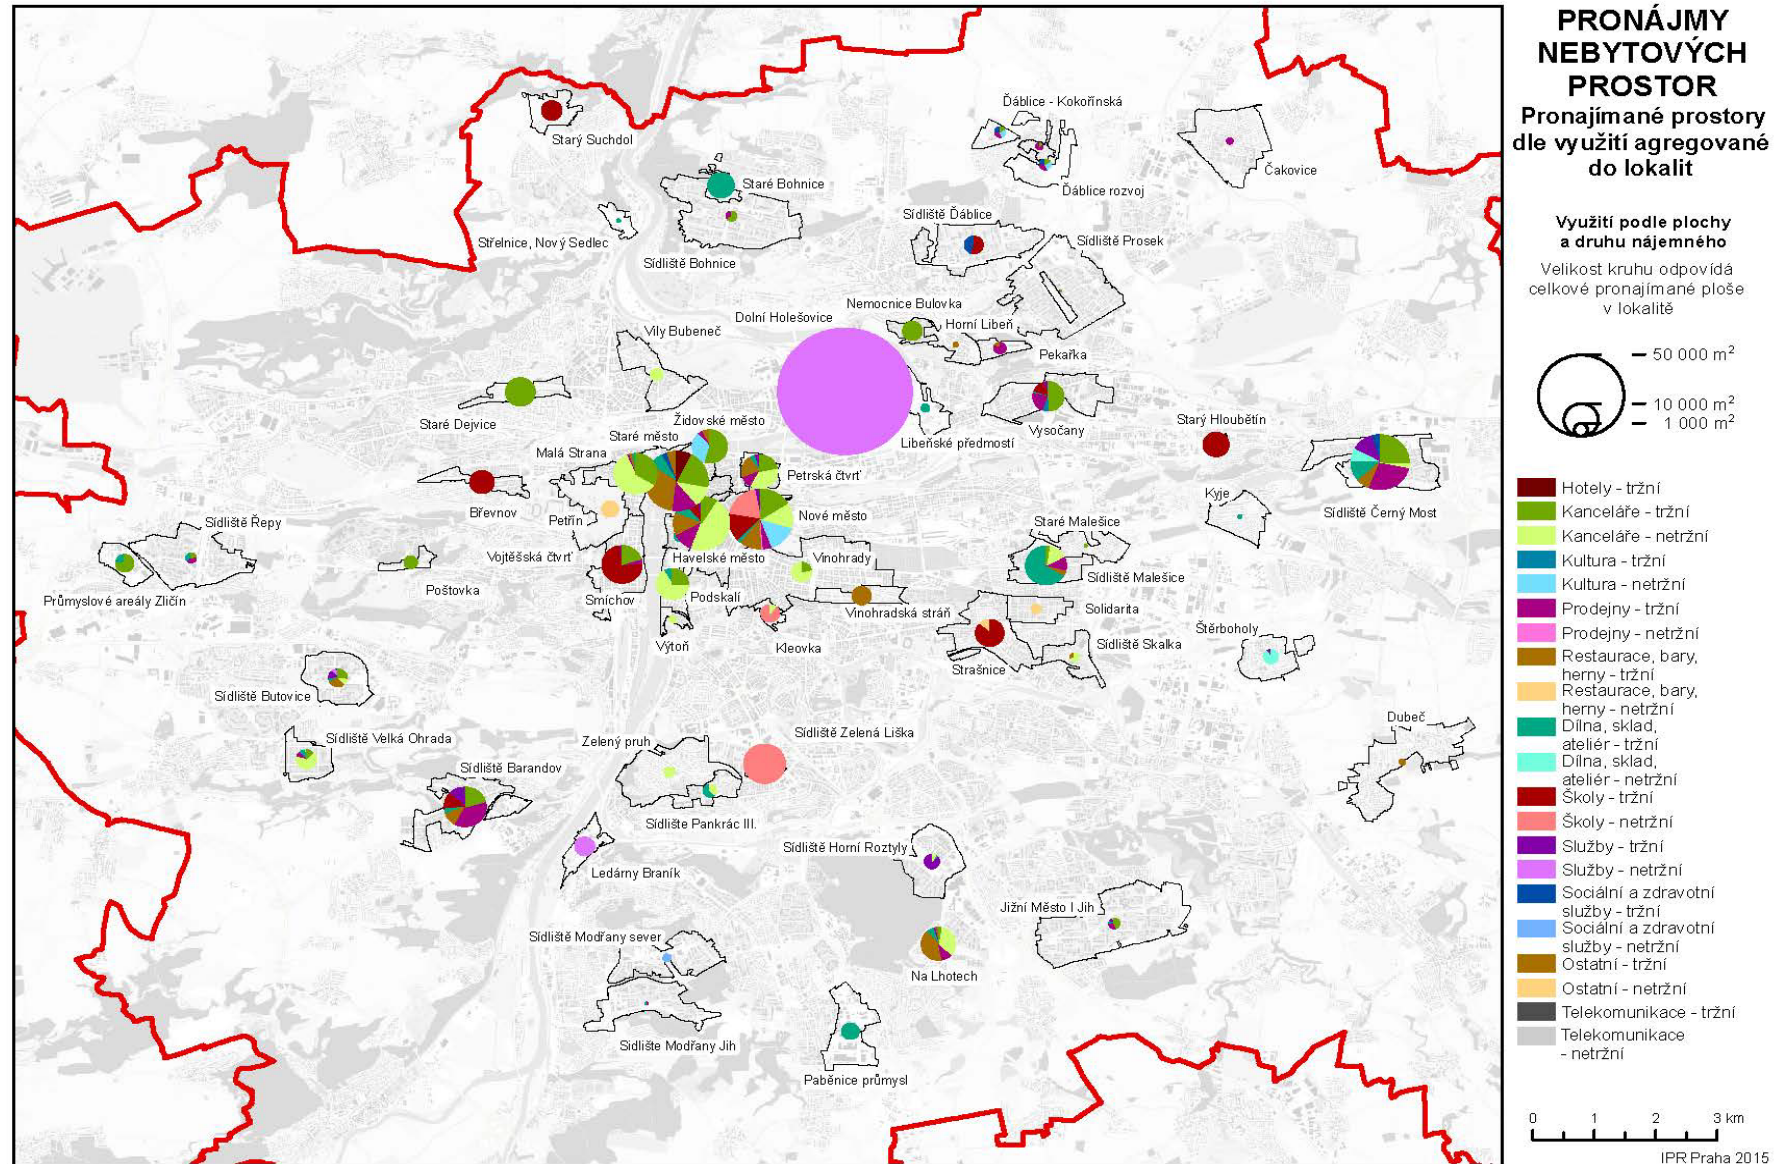 PRONÁJMY
NEBYTOVÝCH
PROSTOR
Pronajímané prostory
dle využití agregované
do lokalit
Využití podle plochy
a druhu nájemného
Velikost kruhu odpovídá
celkové pronajímané ploše
v lokalitě
50 000 m²
10 000 m²
1 000 m²
Hotely - tržní
Kanceláře - tržní
Kanceláře - netržní
Kultura - tržní
Kultura - netržní
Prodejny - tržní
Prodejny - netržní
Restaurace, bary,
herny - tržní
Restaurace, bary,
herny - netržní
Dílna, sklad,
ateliér - tržní
Dílna, sklad,
ateliér - netržní
Školy - tržní
Školy - netržní
Služby - tržní
Služby - netržní
Sociální a zdravotní
služby - tržní
Sociální a zdravotní
služby - netržní
Ostatní - tržní
Ostatní - netržní
Telekomunikace - tržní
Telekomunikace
- netržní
0 1 2 3 km
IPR Praha 2015
Starý Suchdol
Ďáblice - Kokořínská
Čakovice
Staré Bohnice
Ďáblice rozvoj
Sídliště Ďáblice
Střelnice, Nový Sedlec
Sídliště Prosek
Sídliště Bohnice
Nemocnice Bulovka
Dolní Holešovice
Horní Libeň
Vily Bubeneč
Pekařka
Staré Dejvice
Židovské město
Starý Hloubětín
Staré město
Vysočany
Libeňské předmostí
Malá Strana
Petrská čtvrť
Kyje
Břevnov
Sídliště Černý Most
Petřín
Nové město
Staré Malešice
Sídliště Řepy
Vojtěšská čtvrť
Havelské město
Vinohrady
Sídliště Malešice
Poštovka
Průmyslové areály Zličín
Smíchov
Podskalí
Vinohradská stráň
Solidarita
Výtoň
Kleovka
Štěrboholy
Sídliště Skalka
Strašnice
Sídliště Butovice
Dubeč
Sídliště Velká Ohrada
Zelený pruh
Sídliště Zelená Liška
Sídliště Barandov
Sídlište Pankrác III.
Sídliště Horní Roztyly
Ledárny Braník
Jižní Město I Jih
Sídliště Modřany sever
Na Lhotech
Sidlište Modřany Jih
Paběnice průmysl